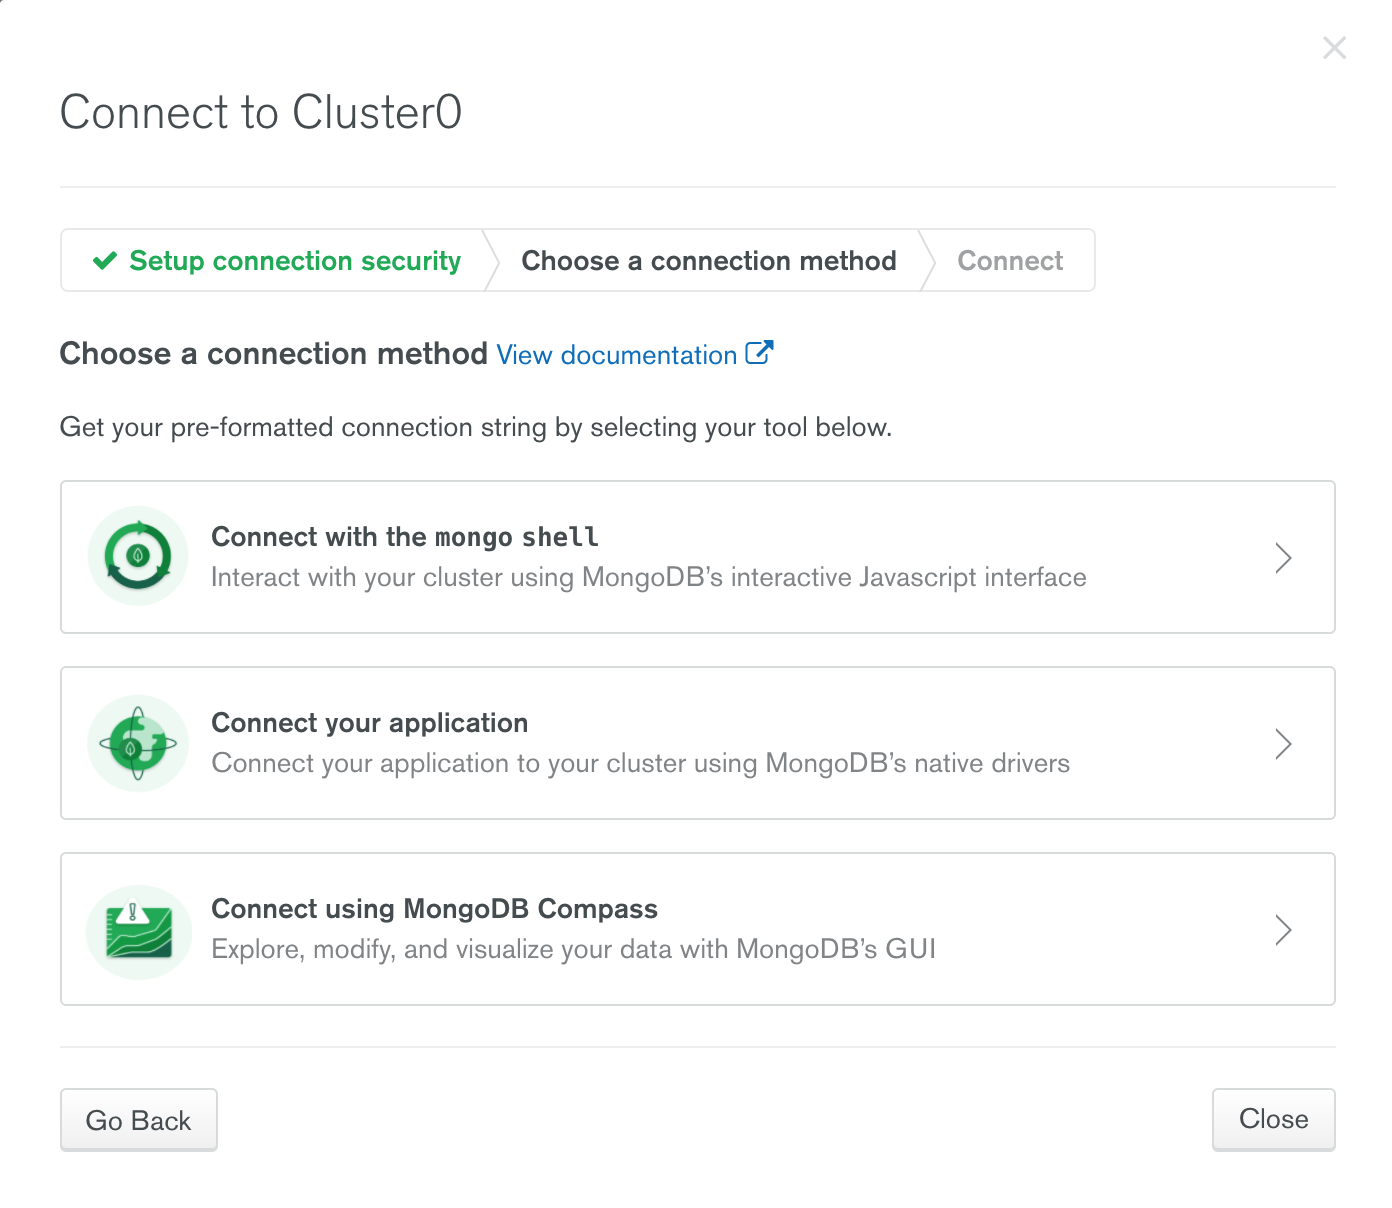 Connect to Cluster0
Setup connection security
Choose a connection method
Connect
Choose a connection method View documentation
Get your pre-formatted connection string by selecting your tool below.
Connect with the mongo shell
Interact with your cluster using MongoDB’s interactive Javascript interface
Connect your application
Connect your application to your cluster using MongoDB’s native drivers
Connect using MongoDB Compass
Explore, modify, and visualize your data with MongoDB’s GUI
Go Back
Close